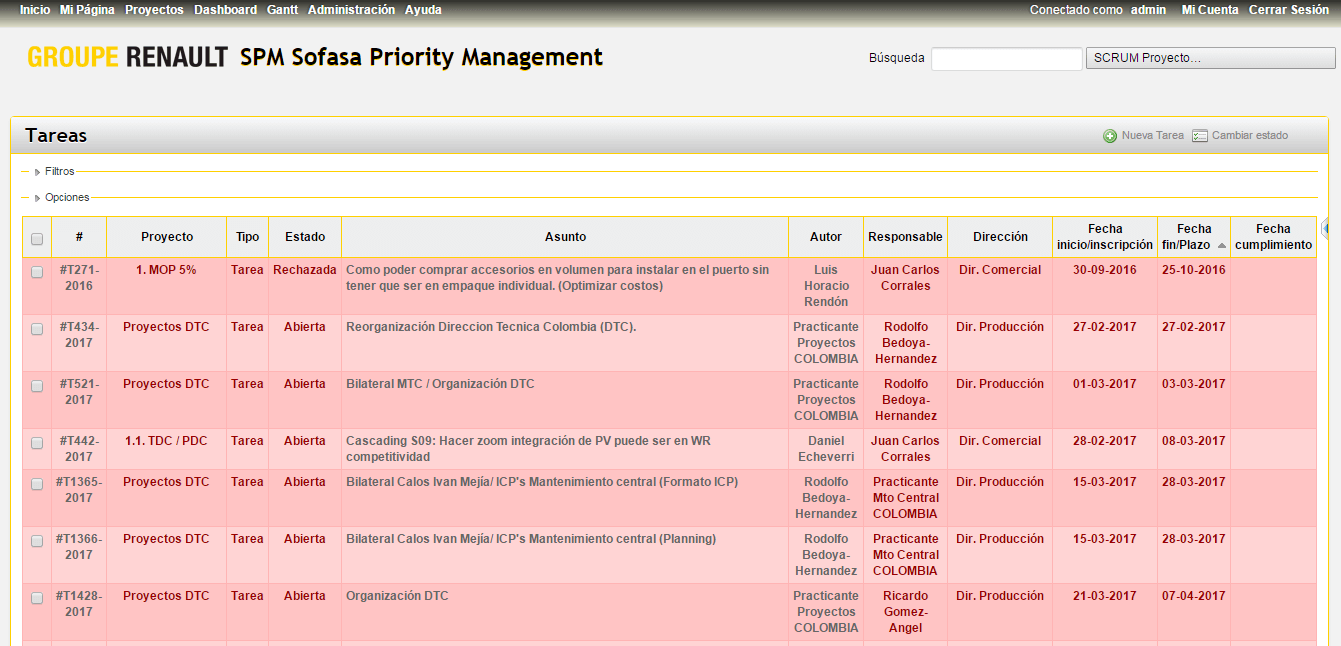 Inicio Mi Página Proyectos Dashboard Gantt Administración Ayuda Conectado como admin Mi Cuenta Cerrar Sesión
GROUPE RENAULT SPM Sofasa Priority Management Búsqueda SCRUM Proyecto...
Tareas Nueva Tarea Cambiar estado
Filtros
Opciones
# Proyecto Tipo Estado Asunto Autor Responsable Dirección Fecha inicio/inscripción Fecha fin/Plazo Fecha cumplimiento
#T271-2016 1. MOP 5% Tarea Rechazada Como poder comprar accesorios en volumen para instalar en el puerto sin tener que ser en empaque individual. (Optimizar costos) Luis Horacio Rendón Juan Carlos Corrales Dir. Comercial 30-09-2016 25-10-2016
#T434-2017 Proyectos DTC Tarea Abierta Reorganización Direccion Tecnica Colombia (DTC). Practicante Proyectos COLOMBIA Rodolfo Bedoya-Hernandez Dir. Producción 27-02-2017 27-02-2017
#T521-2017 Proyectos DTC Tarea Abierta Bilateral MTC / Organización DTC Practicante Proyectos COLOMBIA Rodolfo Bedoya-Hernandez Dir. Producción 01-03-2017 03-03-2017
#T442-2017 1.1. TDC / PDC Tarea Abierta Cascading S09: Hacer zoom integración de PV puede ser en WR competitividad Daniel Echeverri Juan Carlos Corrales Dir. Comercial 28-02-2017 08-03-2017
#T1365-2017 Proyectos DTC Tarea Abierta Bilateral Calos Ivan Mejía/ ICP's Mantenimiento central (Formato ICP) Rodolfo Bedoya-Hernandez Practicante Mto Central COLOMBIA Dir. Producción 15-03-2017 28-03-2017
#T1366-2017 Proyectos DTC Tarea Abierta Bilateral Calos Ivan Mejía/ ICP's Mantenimiento central (Planning) Rodolfo Bedoya-Hernandez Practicante Mto Central COLOMBIA Dir. Producción 15-03-2017 28-03-2017
#T1428-2017 Proyectos DTC Tarea Abierta Organización DTC Practicante Proyectos COLOMBIA Ricardo Gomez-Angel Dir. Producción 21-03-2017 07-04-2017